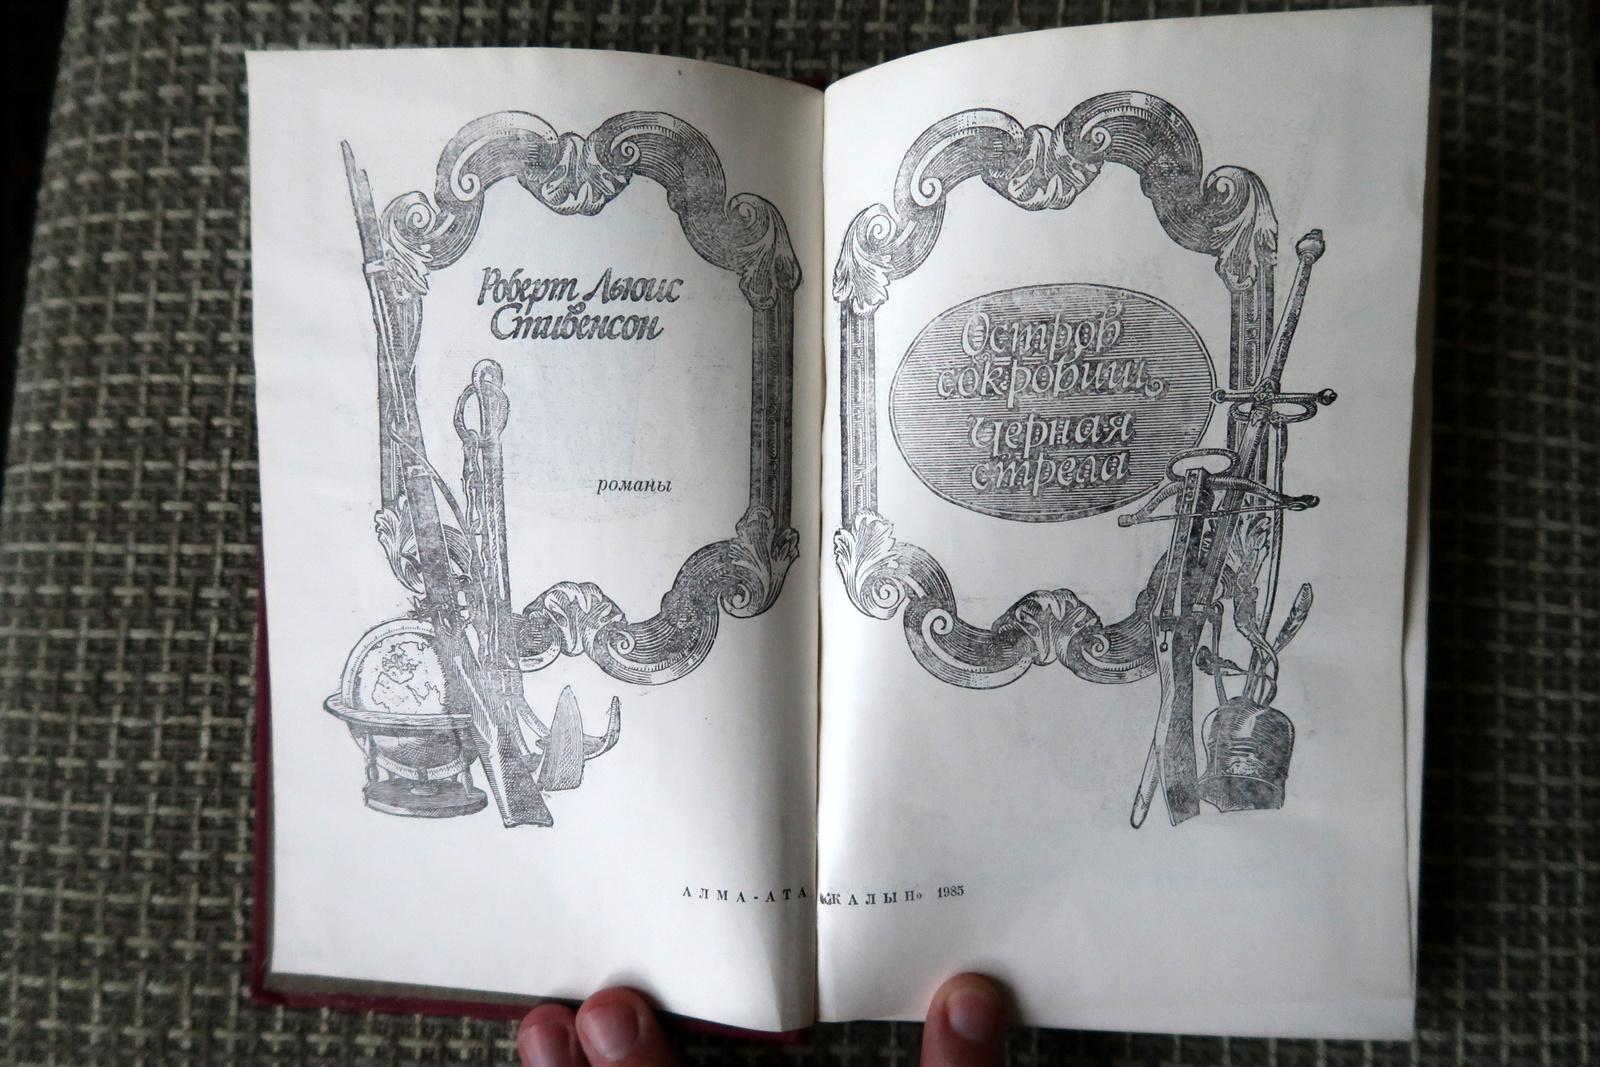 Роберт Льюис
Стивенсон
романы
Остров
сокровищ
Черная
стрела
АЛМА-АТА «ЖАЛЫН» 1985